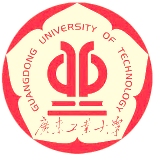 GUANGDONG UNIVERSITY OF TECHNOLOGY
广东工业大学